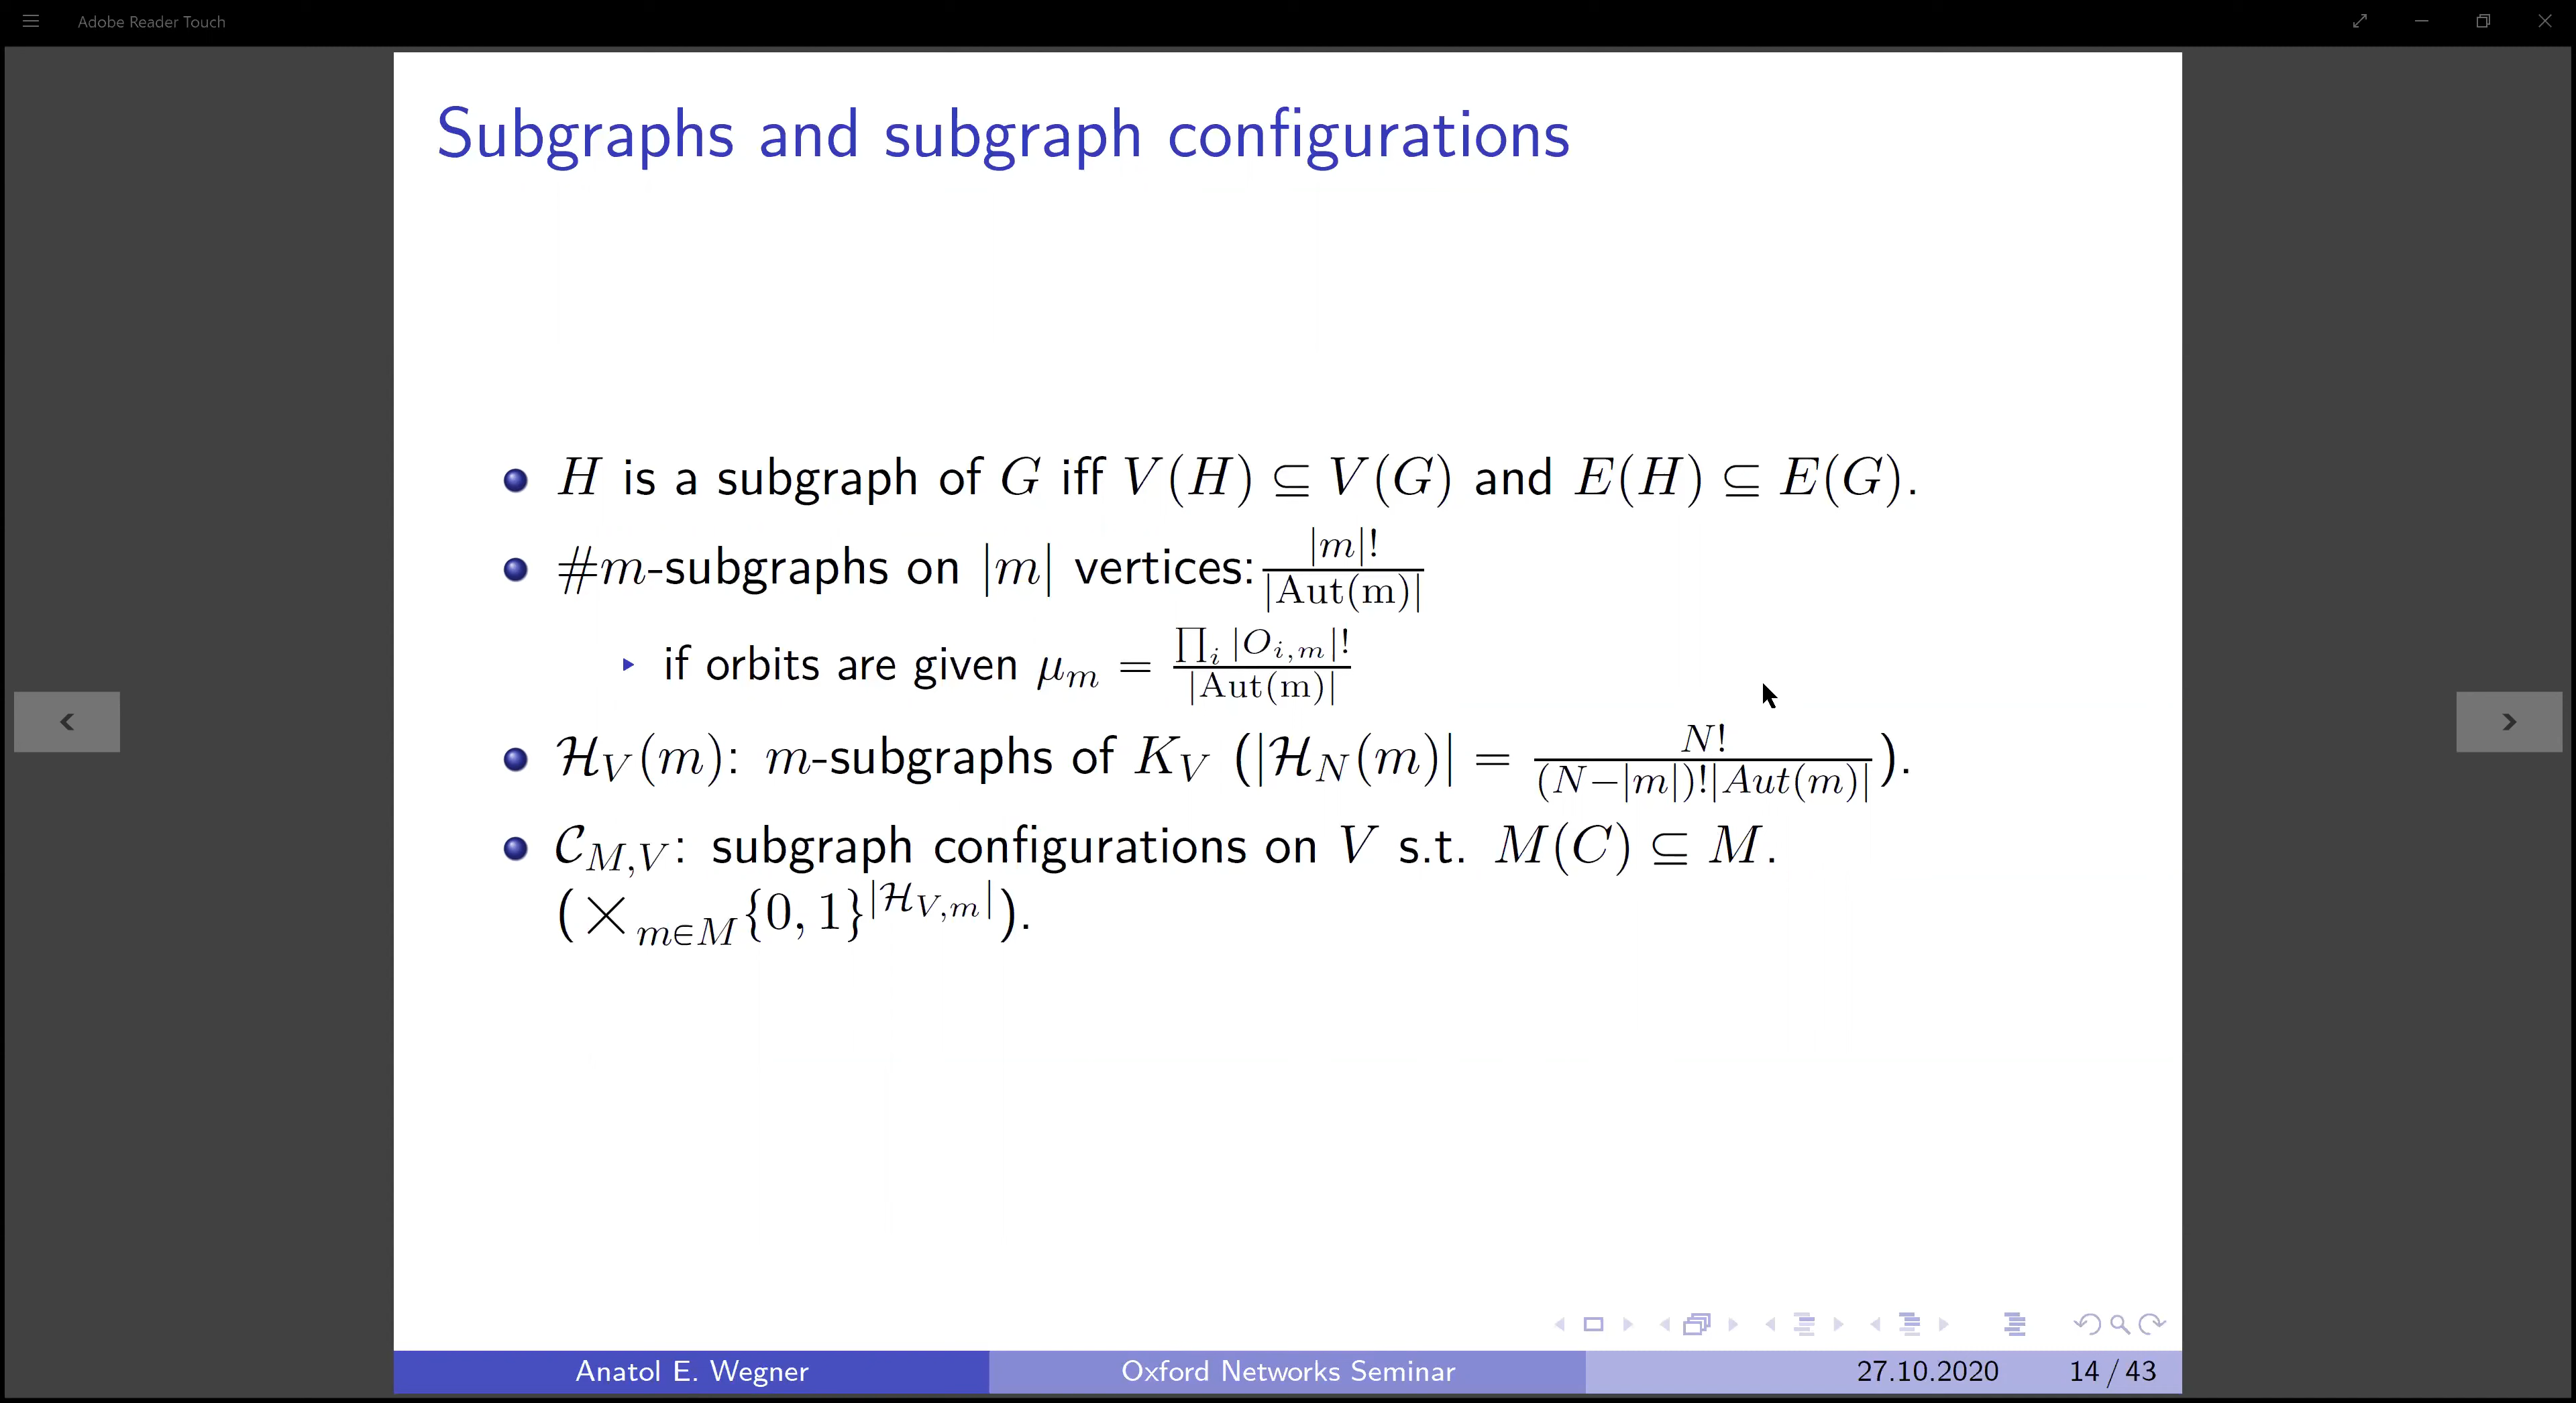 Adobe Reader Touch
Subgraphs and subgraph configurations
H is a subgraph of G iff V(H) ⊆ V(G) and E(H) ⊆ E(G).
#m-subgraphs on |m| vertices: |m|! / |Aut(m)|
if orbits are given μ_m = ∏_i |O_{i,m}|! / |Aut(m)|
ℋ_V(m): m-subgraphs of K_V (|ℋ_N(m)| = N! / (N−|m|)!|Aut(m)|).
𝒞_{M,V}: subgraph configurations on V s.t. M(C) ⊆ M.
(×_{m∈M}{0, 1}^{|ℋ_{V,m}|}).
Anatol E. Wegner Oxford Networks Seminar 27.10.2020 14 / 43